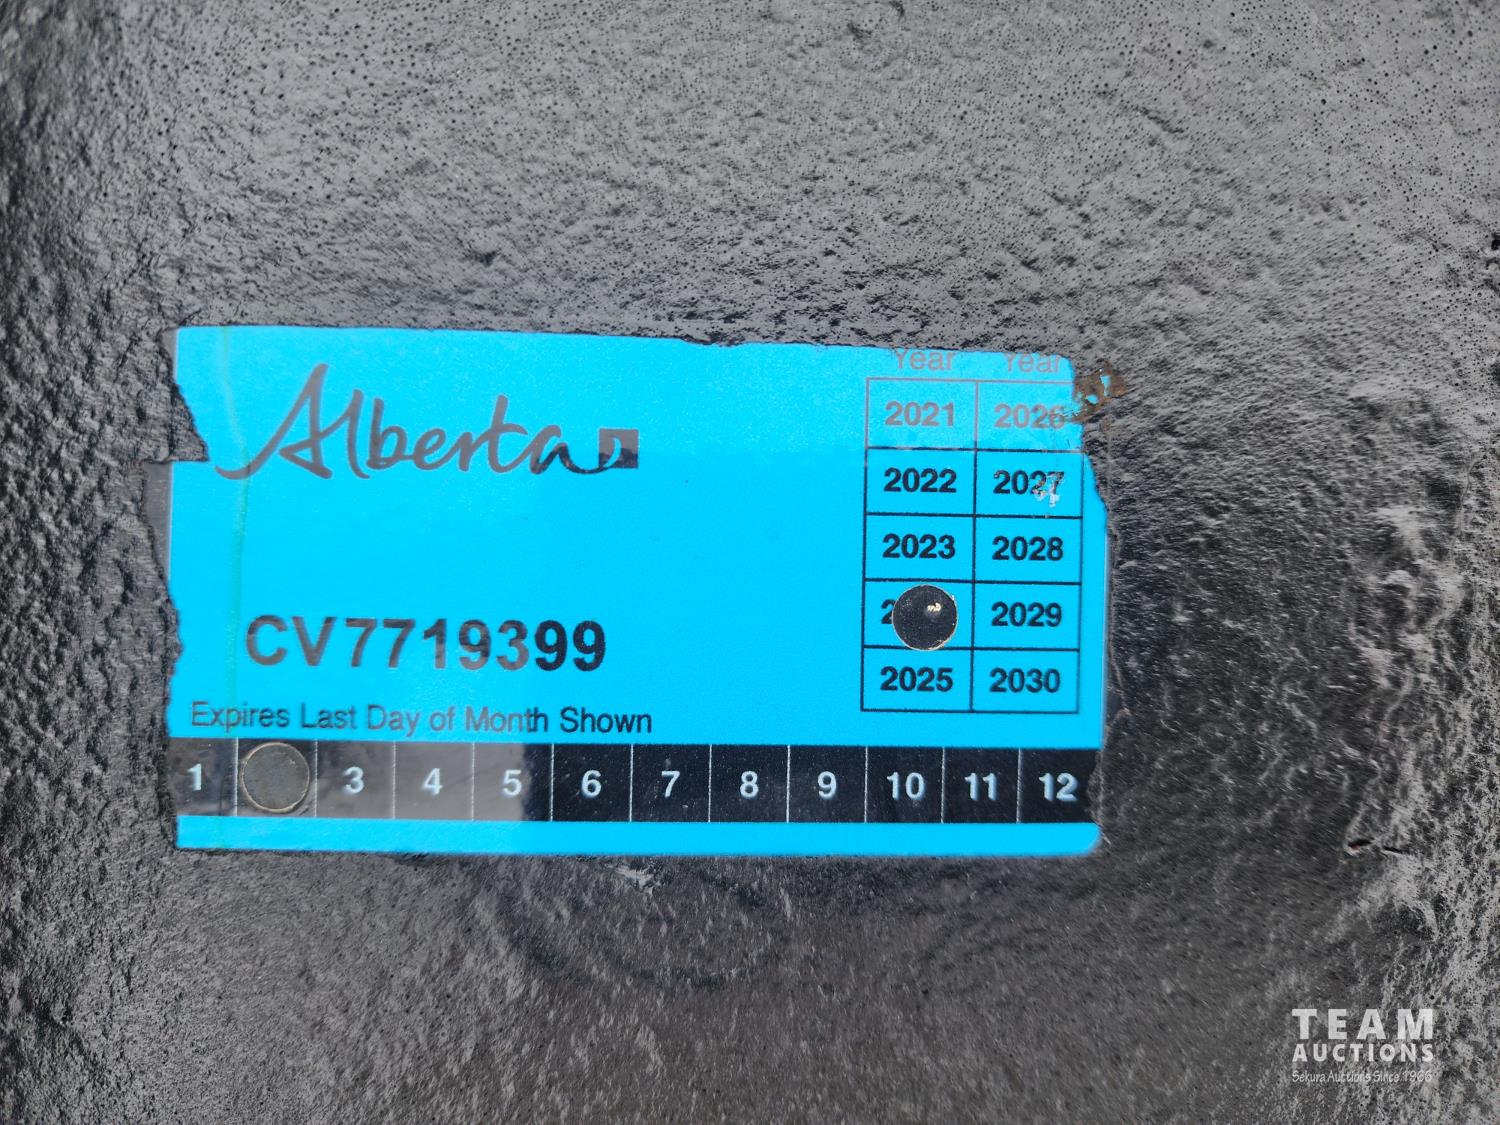 Alberta
Year Year
2021 2026
2022 2027
2023 2028
2029
2025 2030
CV7719399
Expires Last Day of Month Shown
1 3 4 5 6 7 8 9 10 11 12
TEAM
AUCTIONS
Sekura Auctions Since 1966